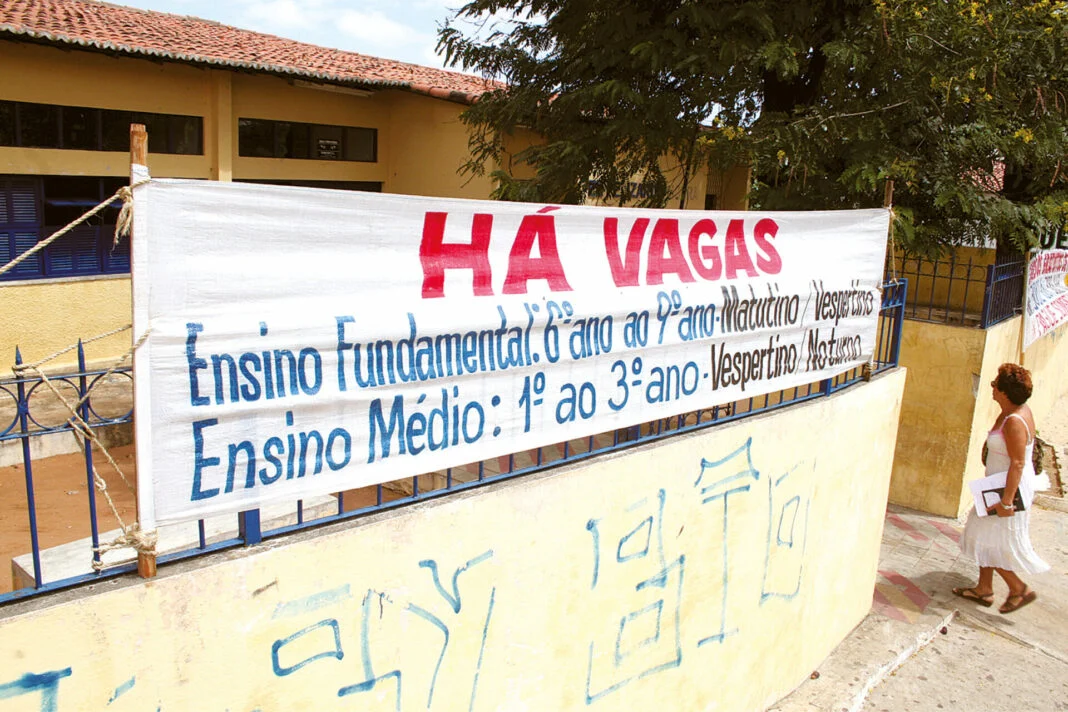 HÁ VAGAS
Ensino Fundamental: 6º ano ao 9º ano - Matutino / Vespertino
Ensino Médio: 1º ao 3º ano - Vespertino / Noturno